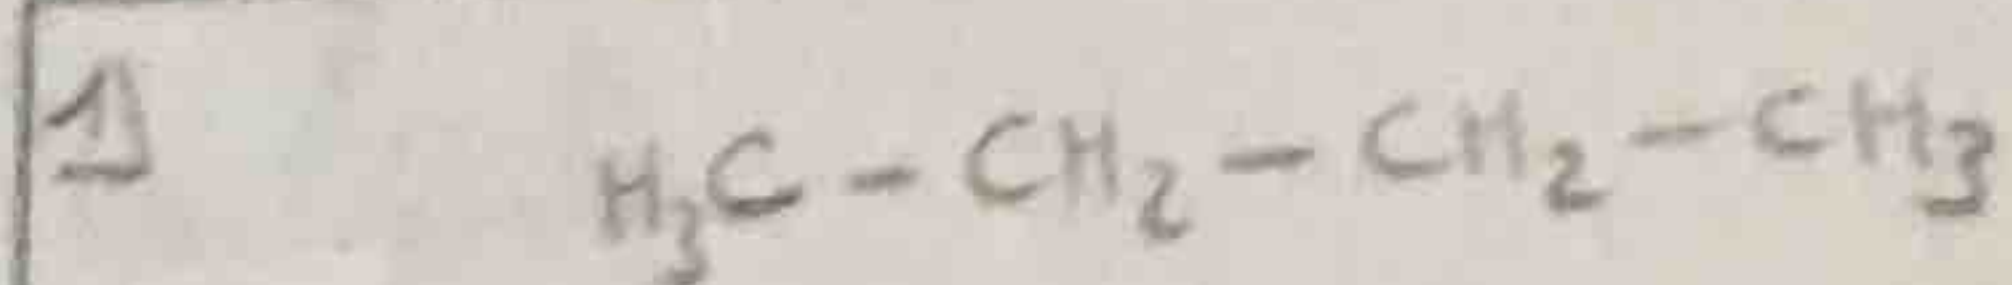 1) H₃C - CH₂ - CH₂ - CH₃